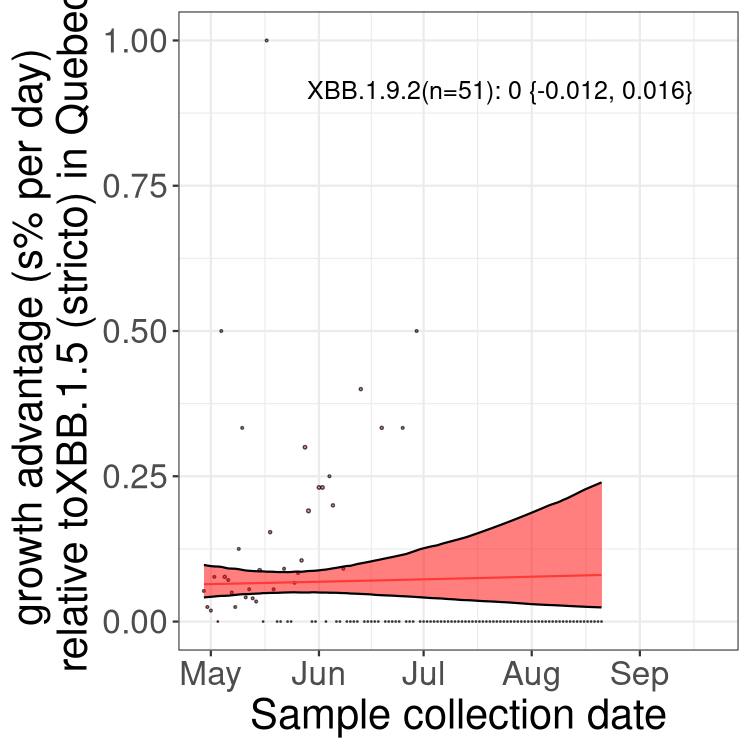 growth advantage (s% per day)
relative toXBB.1.5 (stricto) in Quebec
1.00
0.75
0.50
0.25
0.00
XBB.1.9.2(n=51): 0 {-0.012, 0.016}
May Jun Jul Aug Sep
Sample collection date